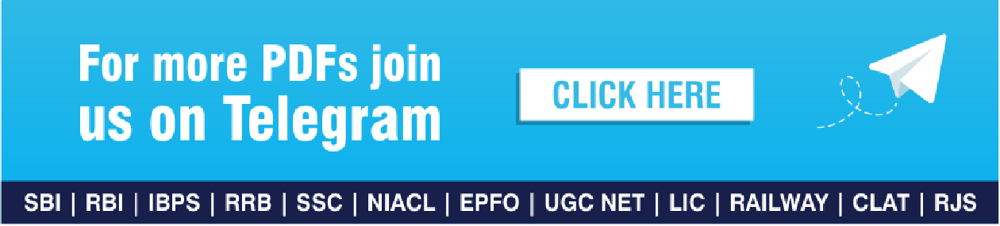 For more PDFs join
us on Telegram
CLICK HERE
SBI | RBI | IBPS | RRB | SSC | NIACL | EPFO | UGC NET | LIC | RAILWAY | CLAT | RJS